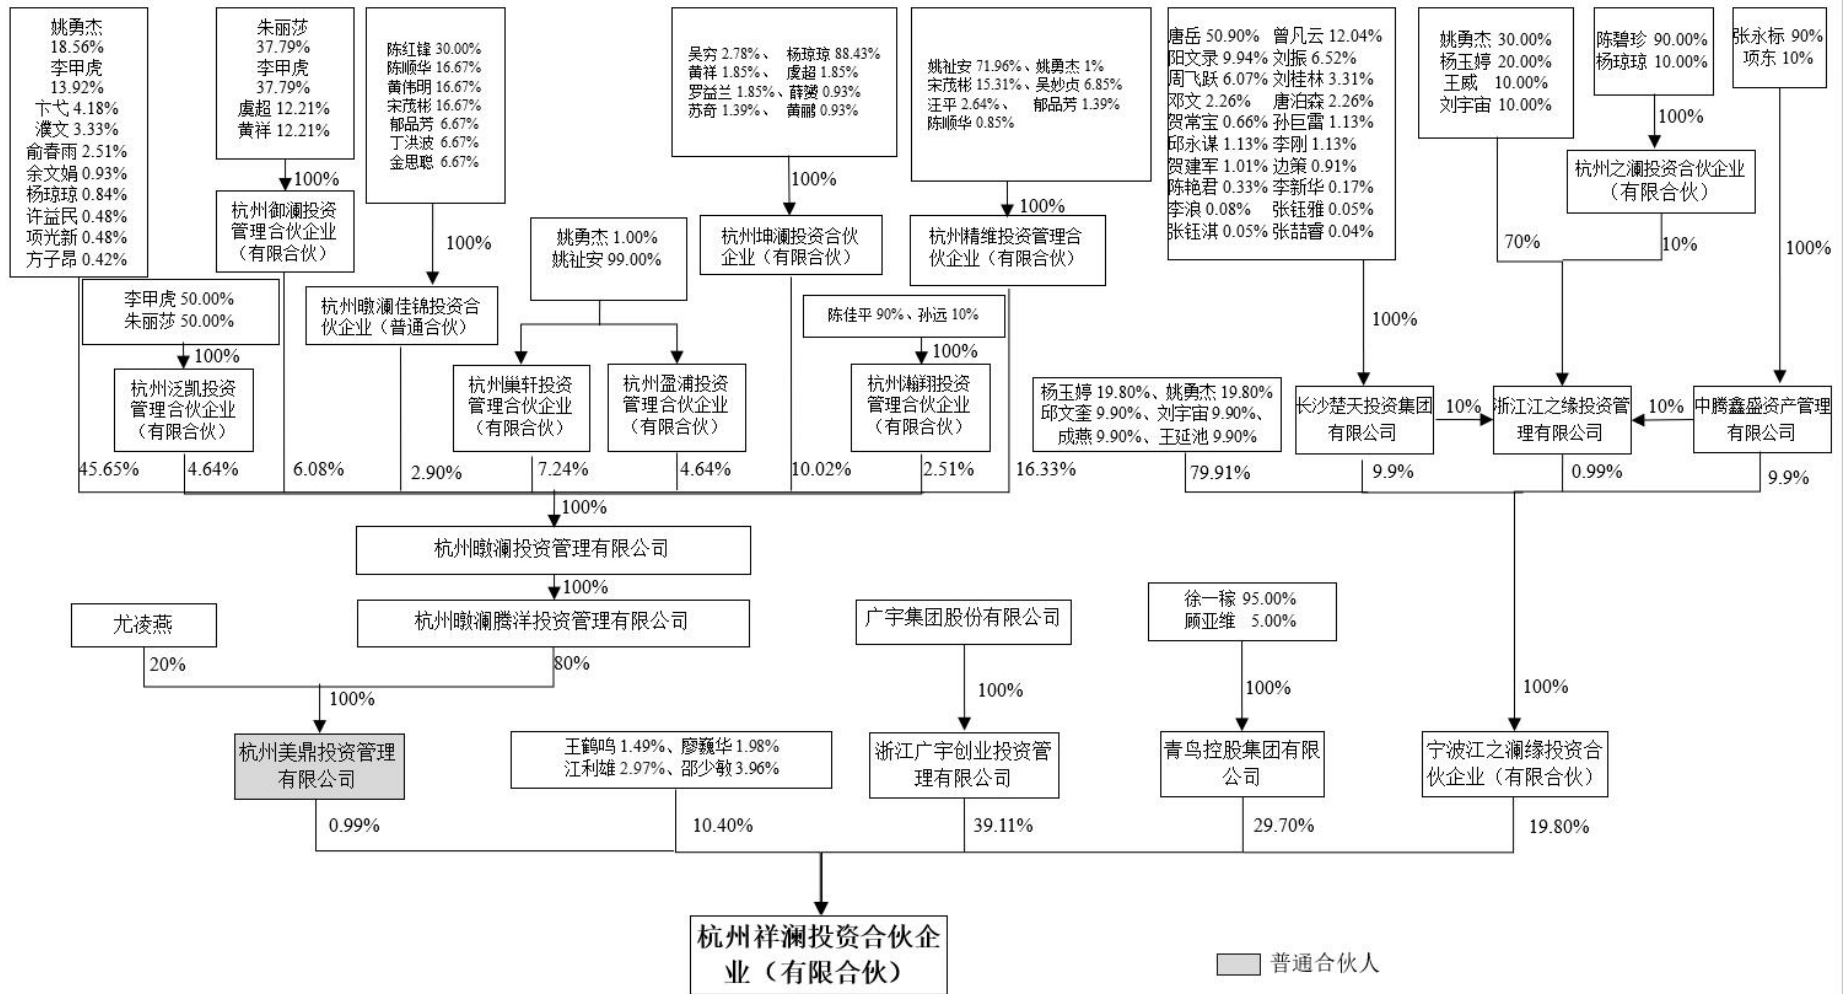 姚勇杰
18.56%
李甲虎
13.92%
卞弋 4.18%
濮文 3.33%
俞春雨 2.51%
余文娟 0.93%
杨琼琼 0.84%
许益民 0.48%
项光新 0.48%
方子昂 0.42%
朱丽莎
37.79%
李甲虎
37.79%
虞超 12.21%
黄祥 12.21%
100%
杭州御澜投资
管理合伙企业
(有限合伙)
陈红锋 30.00%
陈顺华 16.67%
黄伟明 16.67%
宋茂彬 16.67%
郁品芳 6.67%
丁洪波 6.67%
金思聪 6.67%
100%
杭州暾澜佳锦投资合
伙企业(普通合伙)
姚勇杰 1.00%
姚祉安 99.00%
吴穷 2.78%、 杨琼琼 88.43%
黄祥 1.85%、 虞超 1.85%
罗益兰 1.85%、薛赟 0.93%
苏奇 1.39%、 黄鹂 0.93%
100%
杭州坤澜投资合伙
企业(有限合伙)
姚祉安 71.96%、姚勇杰 1%
宋茂彬 15.31%、吴妙贞 6.85%
汪平 2.64%、 郁品芳 1.39%
陈顺华 0.85%
100%
杭州精维投资管理合
伙企业(有限合伙)
唐岳 50.90% 曾凡云 12.04%
阳文录 9.94% 刘振 6.52%
周飞跃 6.07% 刘桂林 3.31%
邓文 2.26% 唐泊森 2.26%
贺常宝 0.66% 孙巨雷 1.13%
邱永谋 1.13% 李刚 1.13%
贺建军 1.01% 边策 0.91%
陈艳君 0.33% 李新华 0.17%
李浪 0.08% 张钰雅 0.05%
张钰淇 0.05% 张喆睿 0.04%
100%
姚勇杰 30.00%
杨玉婷 20.00%
王威 10.00%
刘宇宙 10.00%
70%
陈碧珍 90.00%
杨琼琼 10.00%
100%
杭州之澜投资合伙企业
(有限合伙)
10%
张永标 90%
项东 10%
100%
李甲虎 50.00%
朱丽莎 50.00%
100%
杭州泛凯投资
管理合伙企业
(有限合伙)
杭州巢轩投资
管理合伙企业
(有限合伙)
杭州盈浦投资
管理合伙企业
(有限合伙)
陈佳平 90%、孙远 10%
100%
杭州瀚翔投资
管理合伙企业
(有限合伙)
杨玉婷 19.80%、姚勇杰 19.80%
邱文奎 9.90%、刘宇宙 9.90%、
成燕 9.90%、王延池 9.90%
长沙楚天投资集团
有限公司
10%
浙江江之缘投资管
理有限公司
10%
中腾鑫盛资产管理
有限公司
45.65% 4.64% 6.08% 2.90% 7.24% 4.64% 10.02% 2.51% 16.33% 79.91% 9.9% 0.99% 9.9%
100%
杭州暾澜投资管理有限公司
100%
尤凌燕
杭州暾澜腾洋投资管理有限公司
广宇集团股份有限公司
徐一稼 95.00%
顾亚维 5.00%
20% 80%
100% 100% 100% 100%
杭州美鼎投资管理
有限公司
王鹤鸣 1.49%、廖巍华 1.98%
江利雄 2.97%、邵少敏 3.96%
浙江广宇创业投资管
理有限公司
青鸟控股集团有限
公司
宁波江之澜缘投资合
伙企业(有限合伙)
0.99% 10.40% 39.11% 29.70% 19.80%
杭州祥澜投资合伙企
业(有限合伙)
普通合伙人